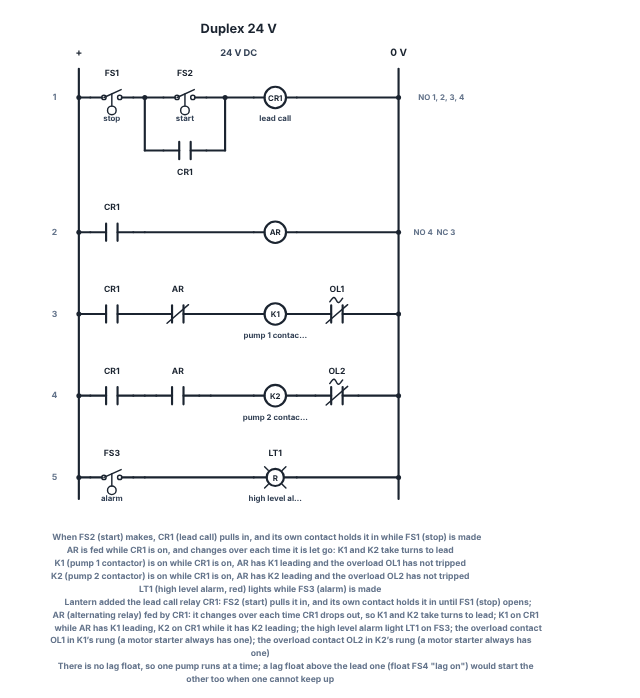 Duplex 24 V
+ 24 V DC 0 V
FS1 FS2
1 CR1 NO 1, 2, 3, 4
stop start lead call
CR1
CR1
2 AR NO 4 NC 3
CR1 AR OL1
3 K1
pump 1 contac...
CR1 AR OL2
4 K2
pump 2 contac...
FS3 LT1
5 R
alarm high level al...
When FS2 (start) makes, CR1 (lead call) pulls in, and its own contact holds it in while FS1 (stop) is made
AR is fed while CR1 is on, and changes over each time it is let go: K1 and K2 take turns to lead
K1 (pump 1 contactor) is on while CR1 is on, AR has K1 leading and the overload OL1 has not tripped
K2 (pump 2 contactor) is on while CR1 is on, AR has K2 leading and the overload OL2 has not tripped
LT1 (high level alarm, red) lights while FS3 (alarm) is made
Lantern added the lead call relay CR1: FS2 (start) pulls it in, and its own contact holds it in until FS1 (stop) opens;
AR (alternating relay) fed by CR1: it changes over each time CR1 drops out, so K1 and K2 take turns to lead; K1 on CR1
while AR has K1 leading, K2 on CR1 while it has K2 leading; the high level alarm light LT1 on FS3; the overload contact
OL1 in K1's rung (a motor starter always has one); the overload contact OL2 in K2's rung (a motor starter always has
one)
There is no lag float, so one pump runs at a time; a lag float above the lead one (float FS4 "lag on") would start the
other too when one cannot keep up